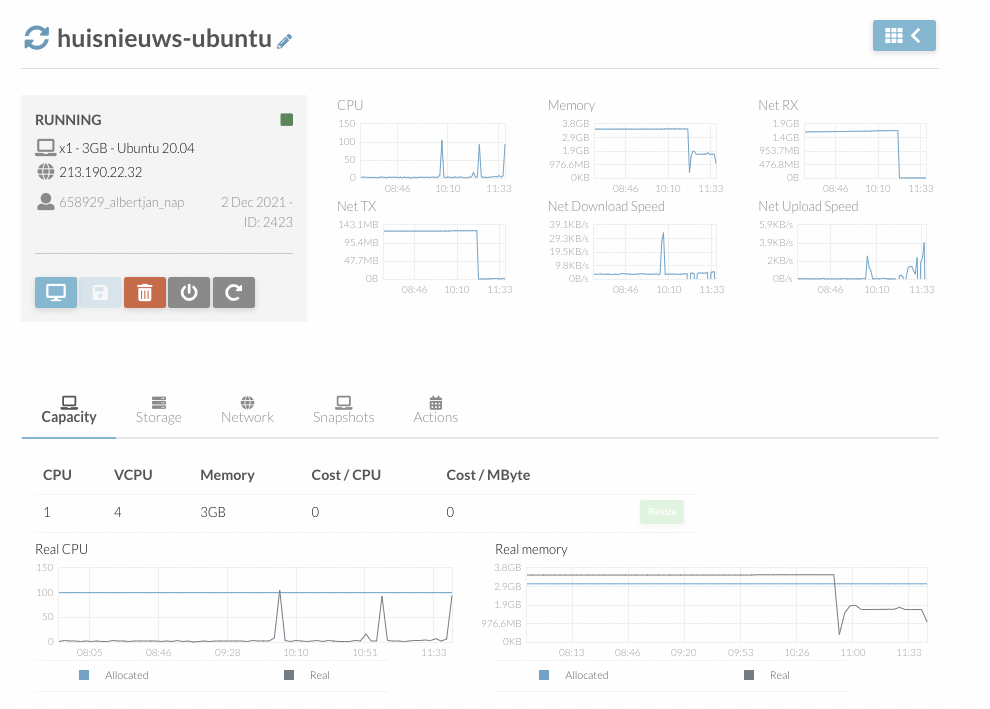 huisnieuws-ubuntu
RUNNING
x1 - 3GB - Ubuntu 20.04
213.190.22.32
658929_albertjan_nap
2 Dec 2021 -
ID: 2423
CPU
150
100
50
0
08:46 10:10 11:33
Memory
3.8GB
2.9GB
1.9GB
976.6MB
0KB
08:46 10:10 11:33
Net RX
1.9GB
1.4GB
953.7MB
476.8MB
0B
08:46 10:10 11:33
Net TX
143.1MB
95.4MB
47.7MB
0B
08:46 10:10 11:33
Net Download Speed
39.1KB/s
29.3KB/s
19.5KB/s
9.8KB/s
0B/s
08:46 10:10 11:33
Net Upload Speed
5.9KB/s
3.9KB/s
2KB/s
0B/s
08:46 10:10 11:33
Capacity Storage Network Snapshots Actions
CPU VCPU Memory Cost / CPU Cost / MByte
1 4 3GB 0 0 Resize
Real CPU
150
100
50
0
08:05 08:46 09:28 10:10 10:51 11:33
Allocated Real
Real memory
3.8GB
2.9GB
1.9GB
976.6MB
0KB
08:13 08:46 09:20 09:53 10:26 11:00 11:33
Allocated Real